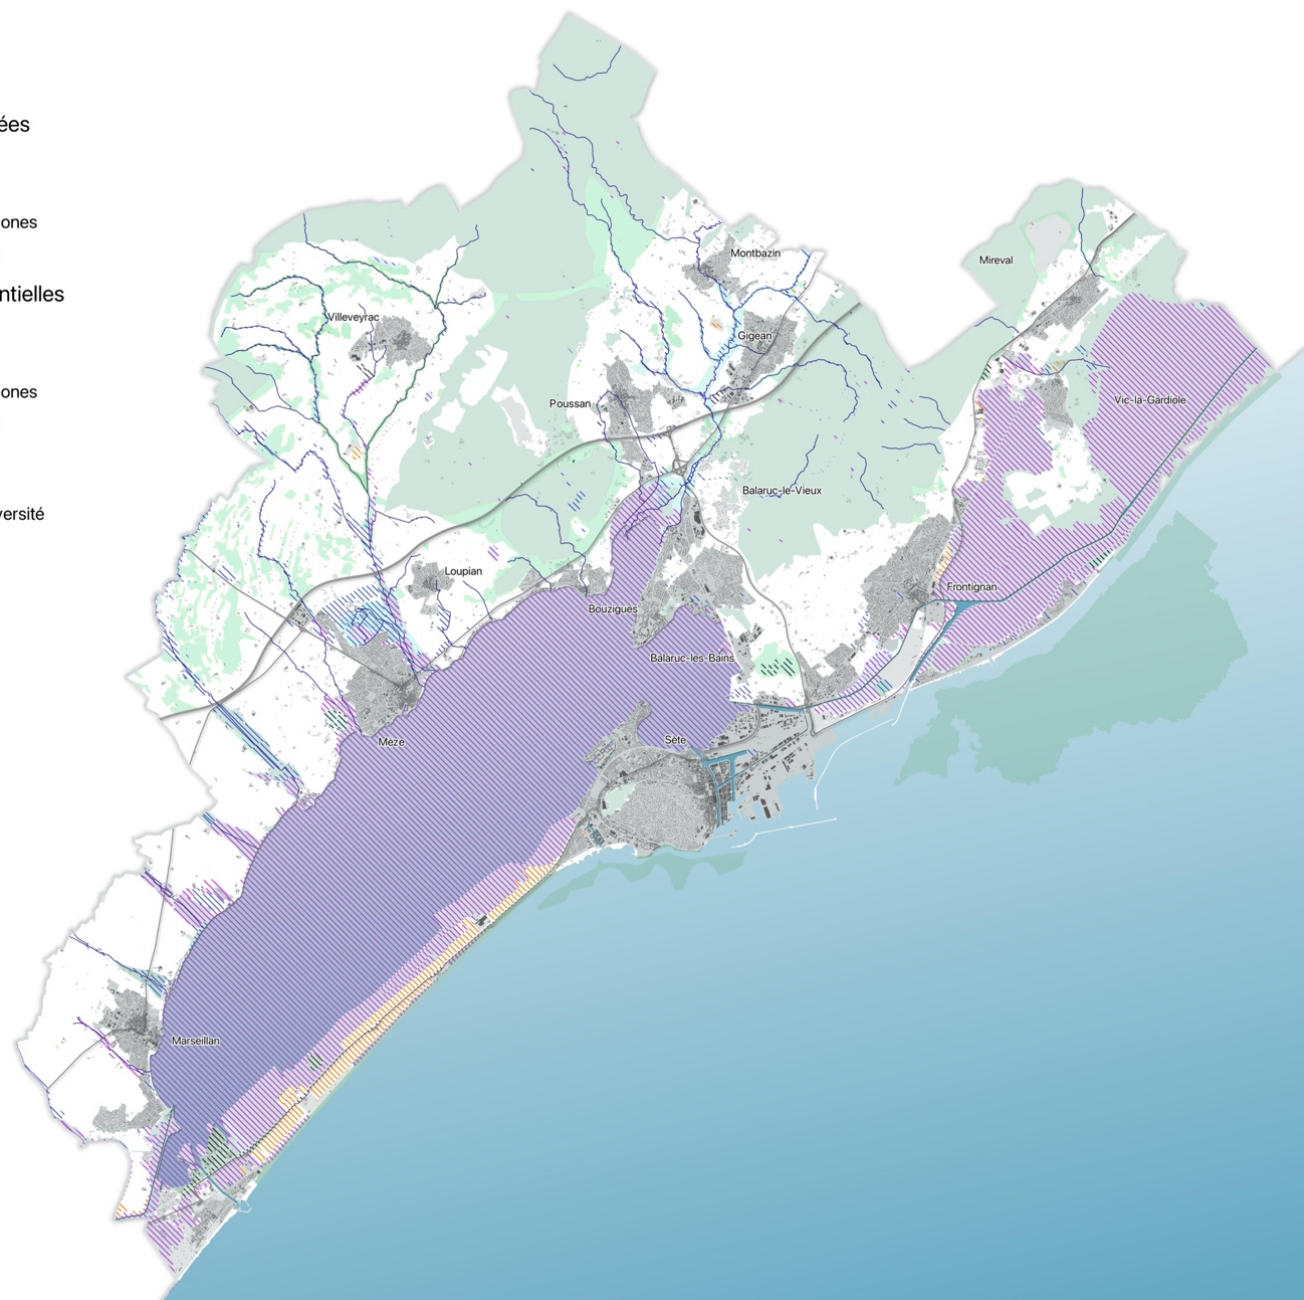 ées
ones
ntielles
ones
versité
Montbazin
Mireval
Villeveyrac
Gigean
Poussan
Vic-la-Gardiole
Balaruc-le-Vieux
Loupian
Frontignan
Bouzigues
Balaruc-les-Bains
Sète
Mèze
Marseillan